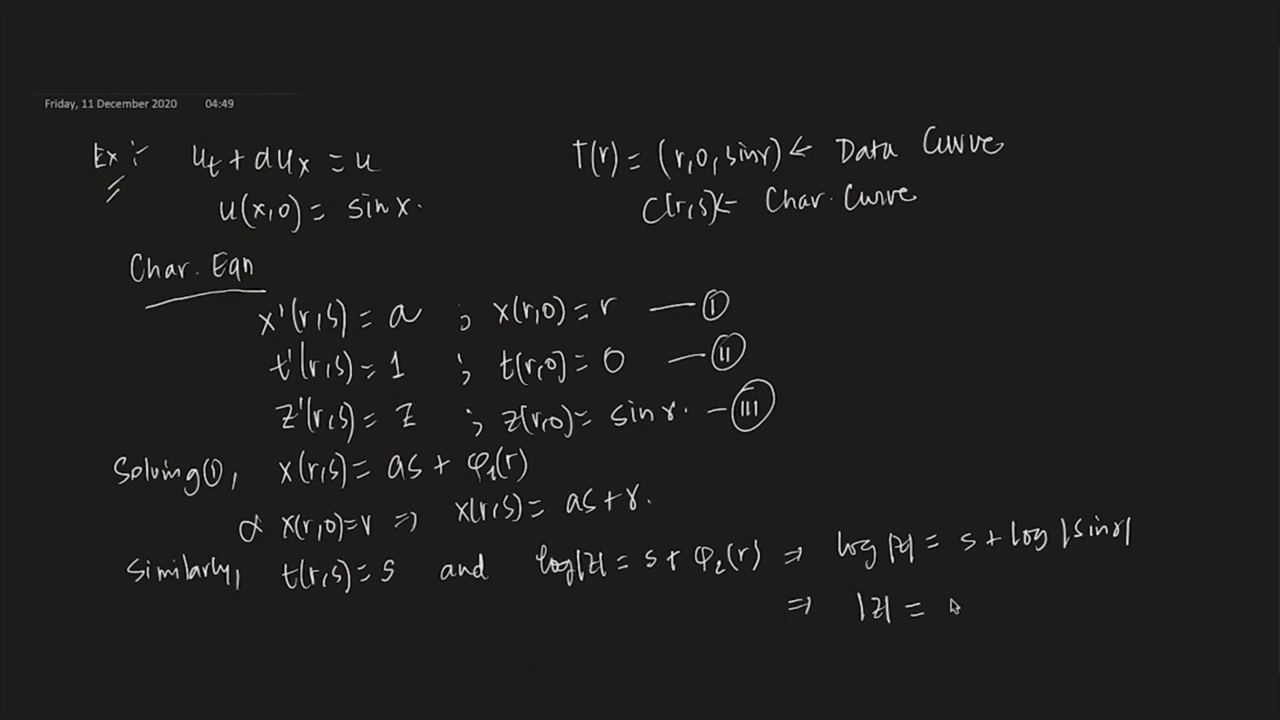 Friday, 11 December 2020 04:49
Ex :- u_t + a u_x = u
u(x,0) = sin x.
Γ(r) = (r, 0, sin r) ← Data Curve
C(r,s) ← Char. Curve
Char. Eqn
x'(r,s) = a ; x(r,0) = r — Ⓘ
t'(r,s) = 1 ; t(r,0) = 0 — (II)
z'(r,s) = z ; z(r,0) = sin r. — (III)
Solving Ⓘ, x(r,s) = as + φ₁(r)
& x(r,0) = r ⇒ x(r,s) = as + r.
Similarly, t(r,s) = s and log|z| = s + φ₂(r) ⇒ log|z| = s + log|sin r|
⇒ |z| =